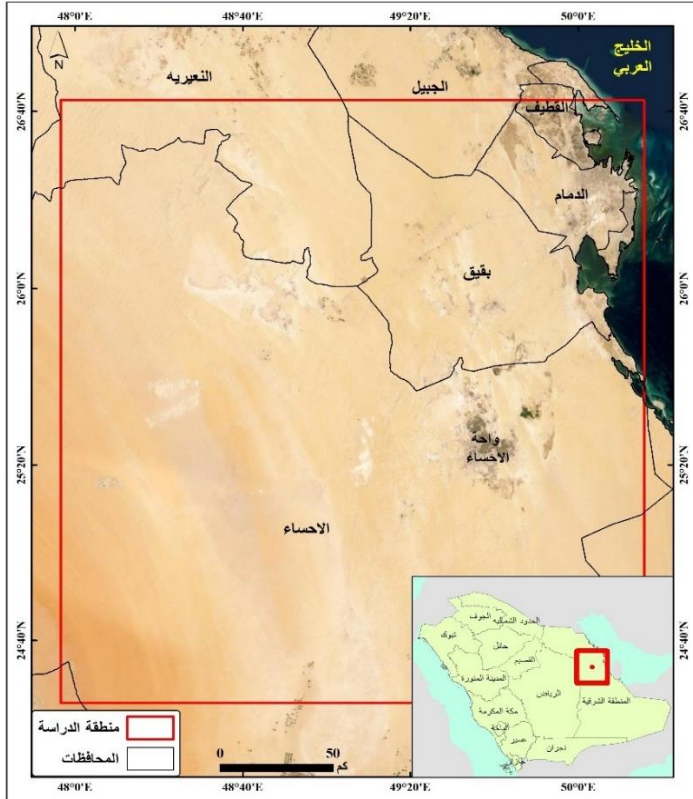 48°0'E
48°40'E
49°20'E
50°0'E
N
الخليج
العربي
النعيريه
الجبيل
القطيف
26°40'N
26°40'N
الدمام
بقيق
26°0'N
26°0'N
واحة
الاحساء
25°20'N
25°20'N
الاحساء
24°40'N
24°40'N
الحدود الشمالية
الجوف
تبوك
حائل
القصيم
المدينة المنورة
الرياض
المنطقة الشرقية
مكة المكرمة
الباحة
عسير
نجران
منطقة الدراسة
المحافظات
0
50
كم
48°0'E
48°40'E
49°20'E
50°0'E